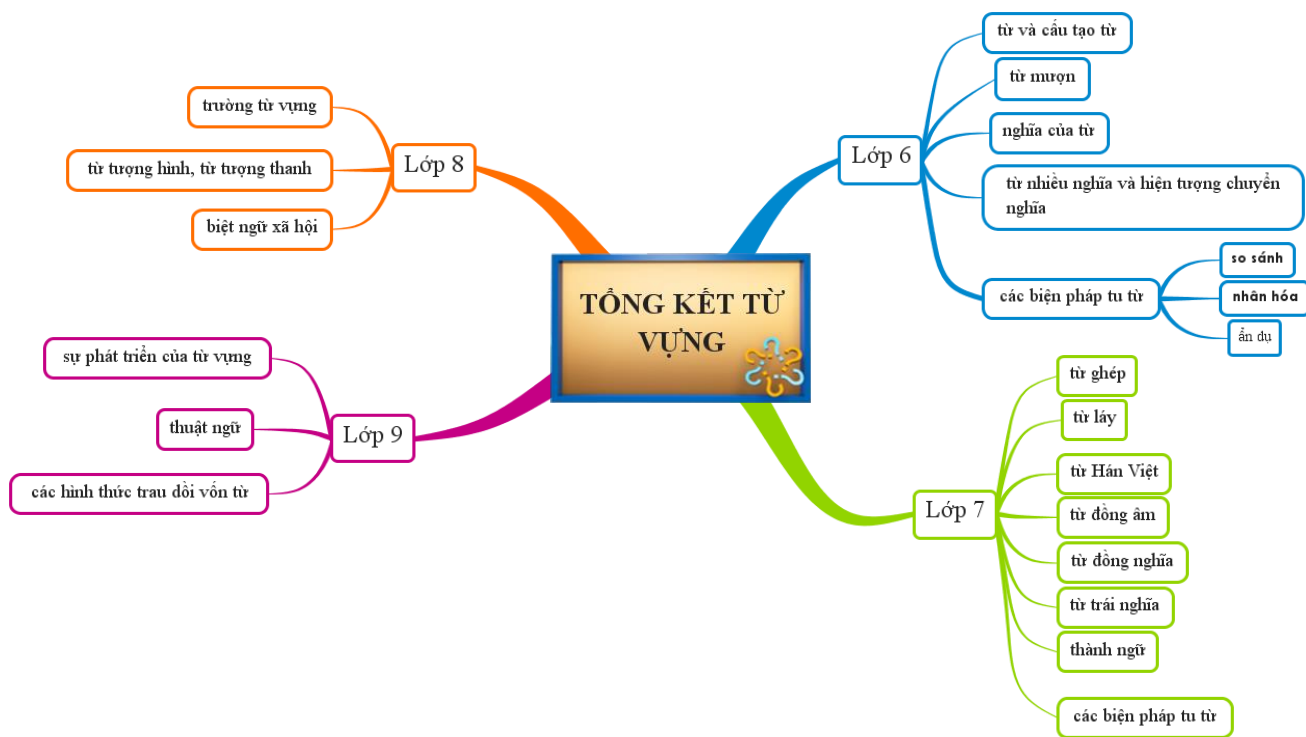 TỔNG KẾT TỪ
VỰNG
Lớp 6
từ và cấu tạo từ
từ mượn
nghĩa của từ
từ nhiều nghĩa và hiện tượng chuyển
nghĩa
các biện pháp tu từ
so sánh
nhân hóa
ẩn dụ
Lớp 7
từ ghép
từ láy
từ Hán Việt
từ đồng âm
từ đồng nghĩa
từ trái nghĩa
thành ngữ
các biện pháp tu từ
Lớp 8
trường từ vựng
từ tượng hình, từ tượng thanh
biệt ngữ xã hội
Lớp 9
sự phát triển của từ vựng
thuật ngữ
các hình thức trau dồi vốn từ